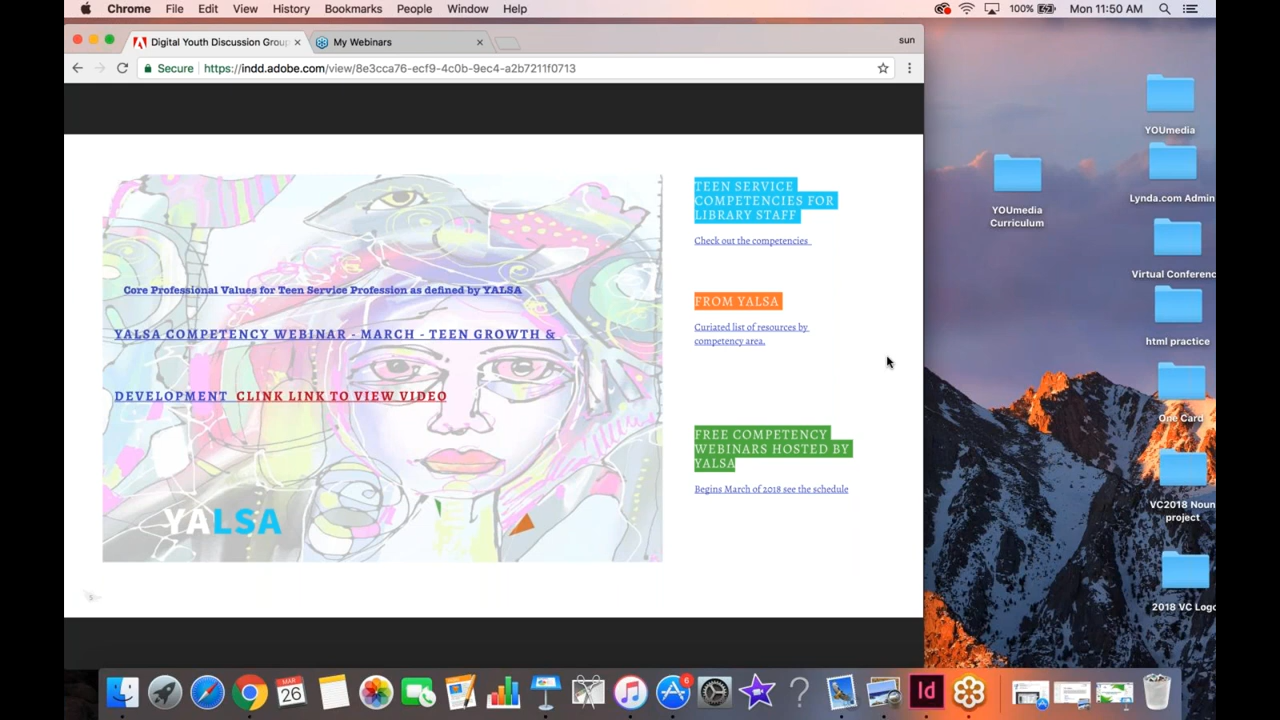 Chrome File Edit View History Bookmarks People Window Help 100% Mon 11:50 AM
Digital Youth Discussion Group My Webinars sun
Secure https://indd.adobe.com/view/8e3cca76-ecf9-4c0b-9ec4-a2b7211f0713
Core Professional Values for Teen Service Profession as defined by YALSA
YALSA COMPETENCY WEBINAR - MARCH - TEEN GROWTH &
DEVELOPMENT CLINK LINK TO VIEW VIDEO
YALSA
5
TEEN SERVICE
COMPETENCIES FOR
LIBRARY STAFF
Check out the competencies
FROM YALSA
Curiated list of resources by
competency area.
FREE COMPETENCY
WEBINARS HOSTED BY
YALSA
Begins March of 2018 see the schedule
YOUmedia
YOUmedia
Curriculum
Lynda.com Admin
Virtual Conferenc
html practice
One Card
VC2018 Noun
project
2018 VC Logo
MAR
26
6
Id